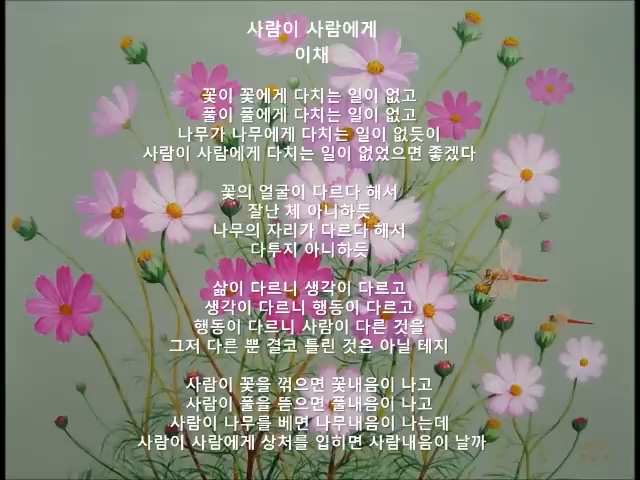 사람이 사람에게
이채
꽃이 꽃에게 다치는 일이 없고
풀이 풀에게 다치는 일이 없고
나무가 나무에게 다치는 일이 없듯이
사람이 사람에게 다치는 일이 없었으면 좋겠다
꽃의 얼굴이 다르다 해서
잘난 체 아니하듯
나무의 자리가 다르다 해서
다투지 아니하듯
삶이 다르니 생각이 다르고
생각이 다르니 행동이 다르고
행동이 다르니 사람이 다른 것을
그저 다른 뿐 결코 틀린 것은 아닐 테지
사람이 꽃을 꺾으면 꽃내음이 나고
사람이 풀을 뜯으면 풀내음이 나고
사람이 나무를 베면 나무내음이 나는데
사람이 사람에게 상처를 입히면 사람내음이 날까